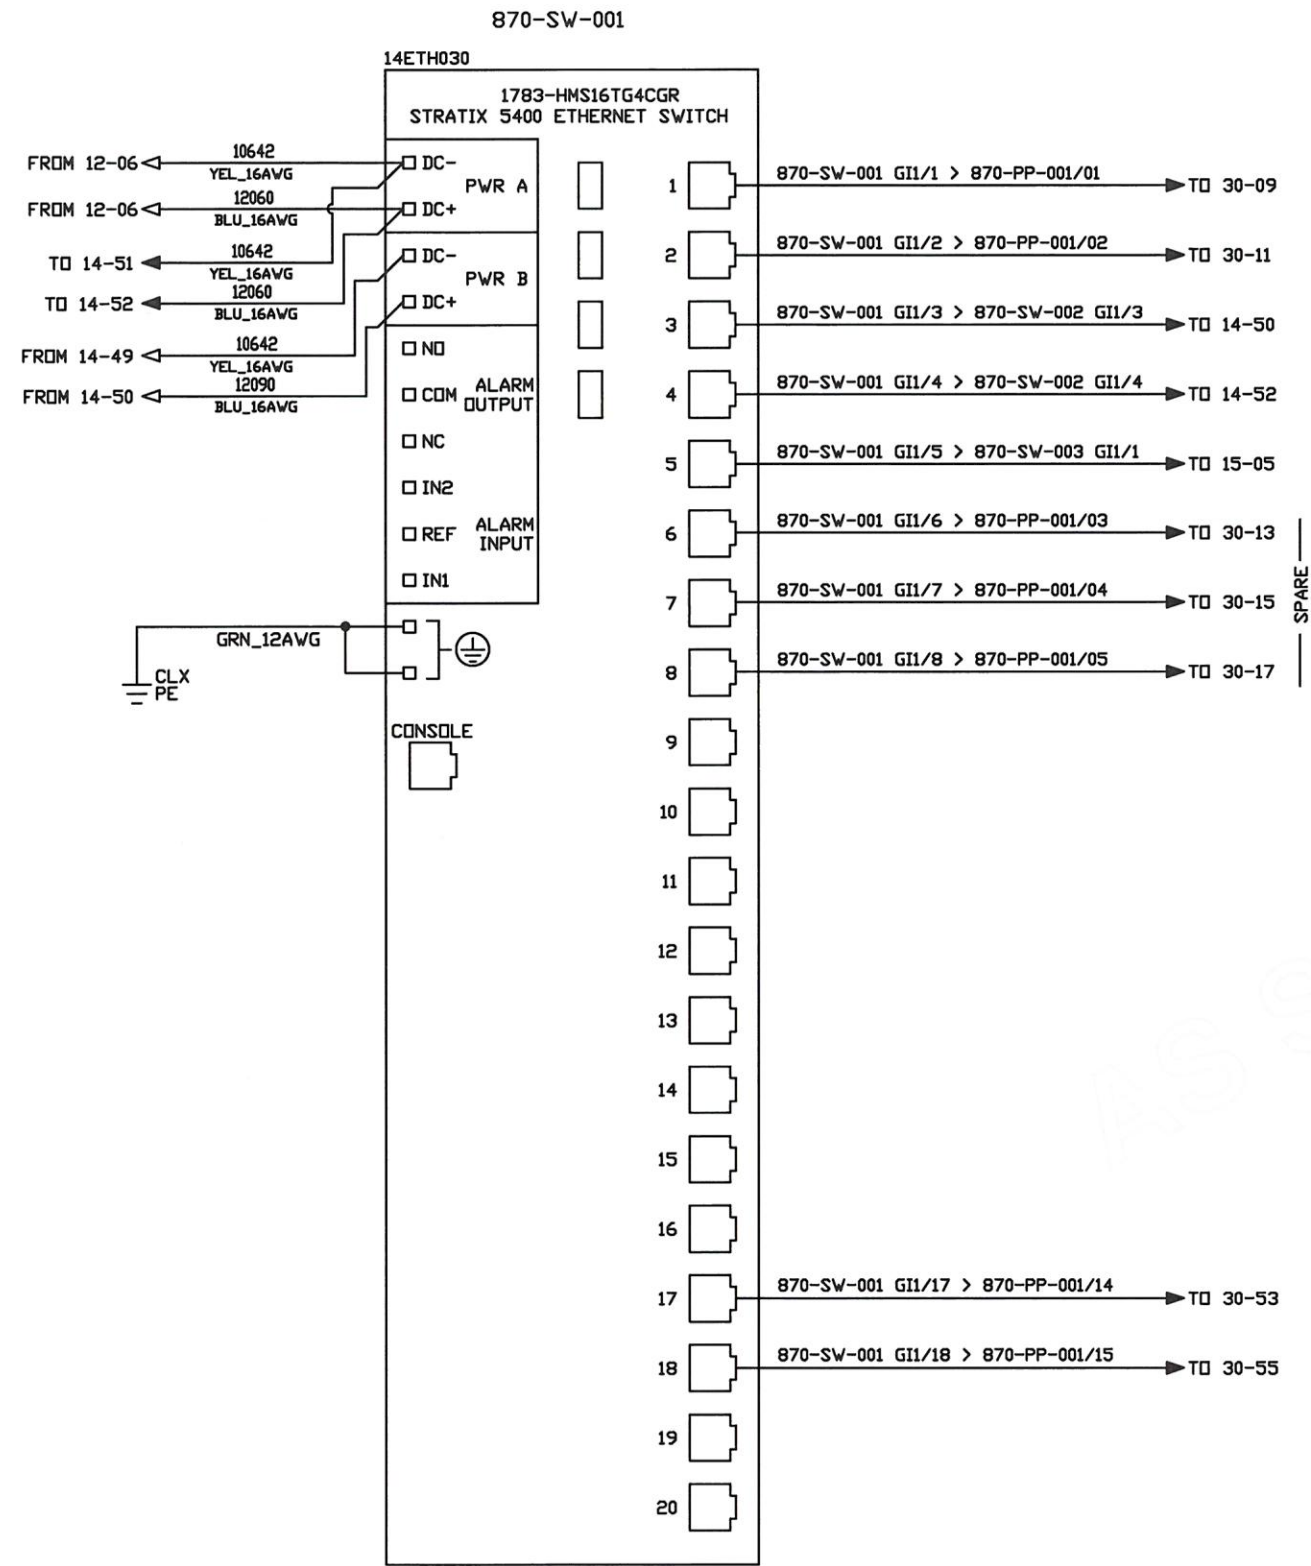 870-SW-001
14ETH030
1783-HMS16TG4CGR
STRATIX 5400 ETHERNET SWITCH
FROM 12-06
10642
YEL_16AWG
DC-
PWR A
FROM 12-06
12060
BLU_16AWG
DC+
TO 14-51
10642
YEL_16AWG
DC-
PWR B
TO 14-52
12060
BLU_16AWG
DC+
FROM 14-49
10642
YEL_16AWG
NO
FROM 14-50
12090
BLU_16AWG
COM
ALARM
OUTPUT
NC
IN2
REF
ALARM
INPUT
IN1
GRN_12AWG
CLX
PE
CONSOLE
1
870-SW-001 GI1/1 > 870-PP-001/01
TO 30-09
2
870-SW-001 GI1/2 > 870-PP-001/02
TO 30-11
3
870-SW-001 GI1/3 > 870-SW-002 GI1/3
TO 14-50
4
870-SW-001 GI1/4 > 870-SW-002 GI1/4
TO 14-52
5
870-SW-001 GI1/5 > 870-SW-003 GI1/1
TO 15-05
6
870-SW-001 GI1/6 > 870-PP-001/03
TO 30-13
7
870-SW-001 GI1/7 > 870-PP-001/04
TO 30-15
8
870-SW-001 GI1/8 > 870-PP-001/05
TO 30-17
SPARE
9
10
11
12
13
14
15
16
17
870-SW-001 GI1/17 > 870-PP-001/14
TO 30-53
18
870-SW-001 GI1/18 > 870-PP-001/15
TO 30-55
19
20